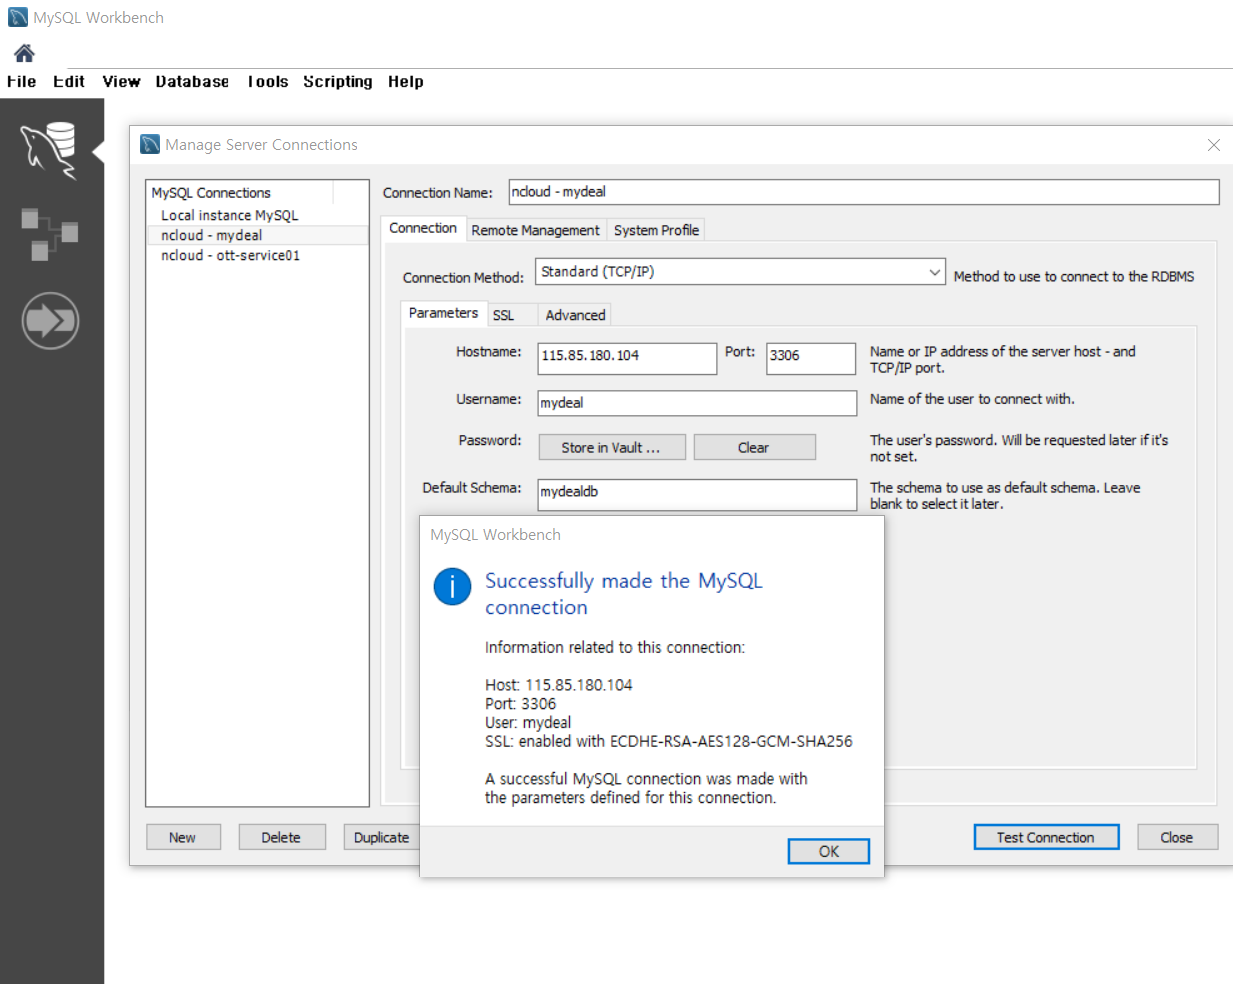 MySQL Workbench
File Edit View Database Tools Scripting Help
Manage Server Connections
MySQL Connections
Local instance MySQL
ncloud - mydeal
ncloud - ott-service01
Connection Name: ncloud - mydeal
Connection Remote Management System Profile
Connection Method: Standard (TCP/IP) Method to use to connect to the RDBMS
Parameters SSL Advanced
Hostname: 115.85.180.104 Port: 3306 Name or IP address of the server host - and
TCP/IP port.
Username: mydeal Name of the user to connect with.
Password: Store in Vault ... Clear The user's password. Will be requested later if it's
not set.
Default Schema: mydealdb The schema to use as default schema. Leave
blank to select it later.
MySQL Workbench
Successfully made the MySQL
connection
Information related to this connection:
Host: 115.85.180.104
Port: 3306
User: mydeal
SSL: enabled with ECDHE-RSA-AES128-GCM-SHA256
A successful MySQL connection was made with
the parameters defined for this connection.
OK
New Delete Duplicate Test Connection Close